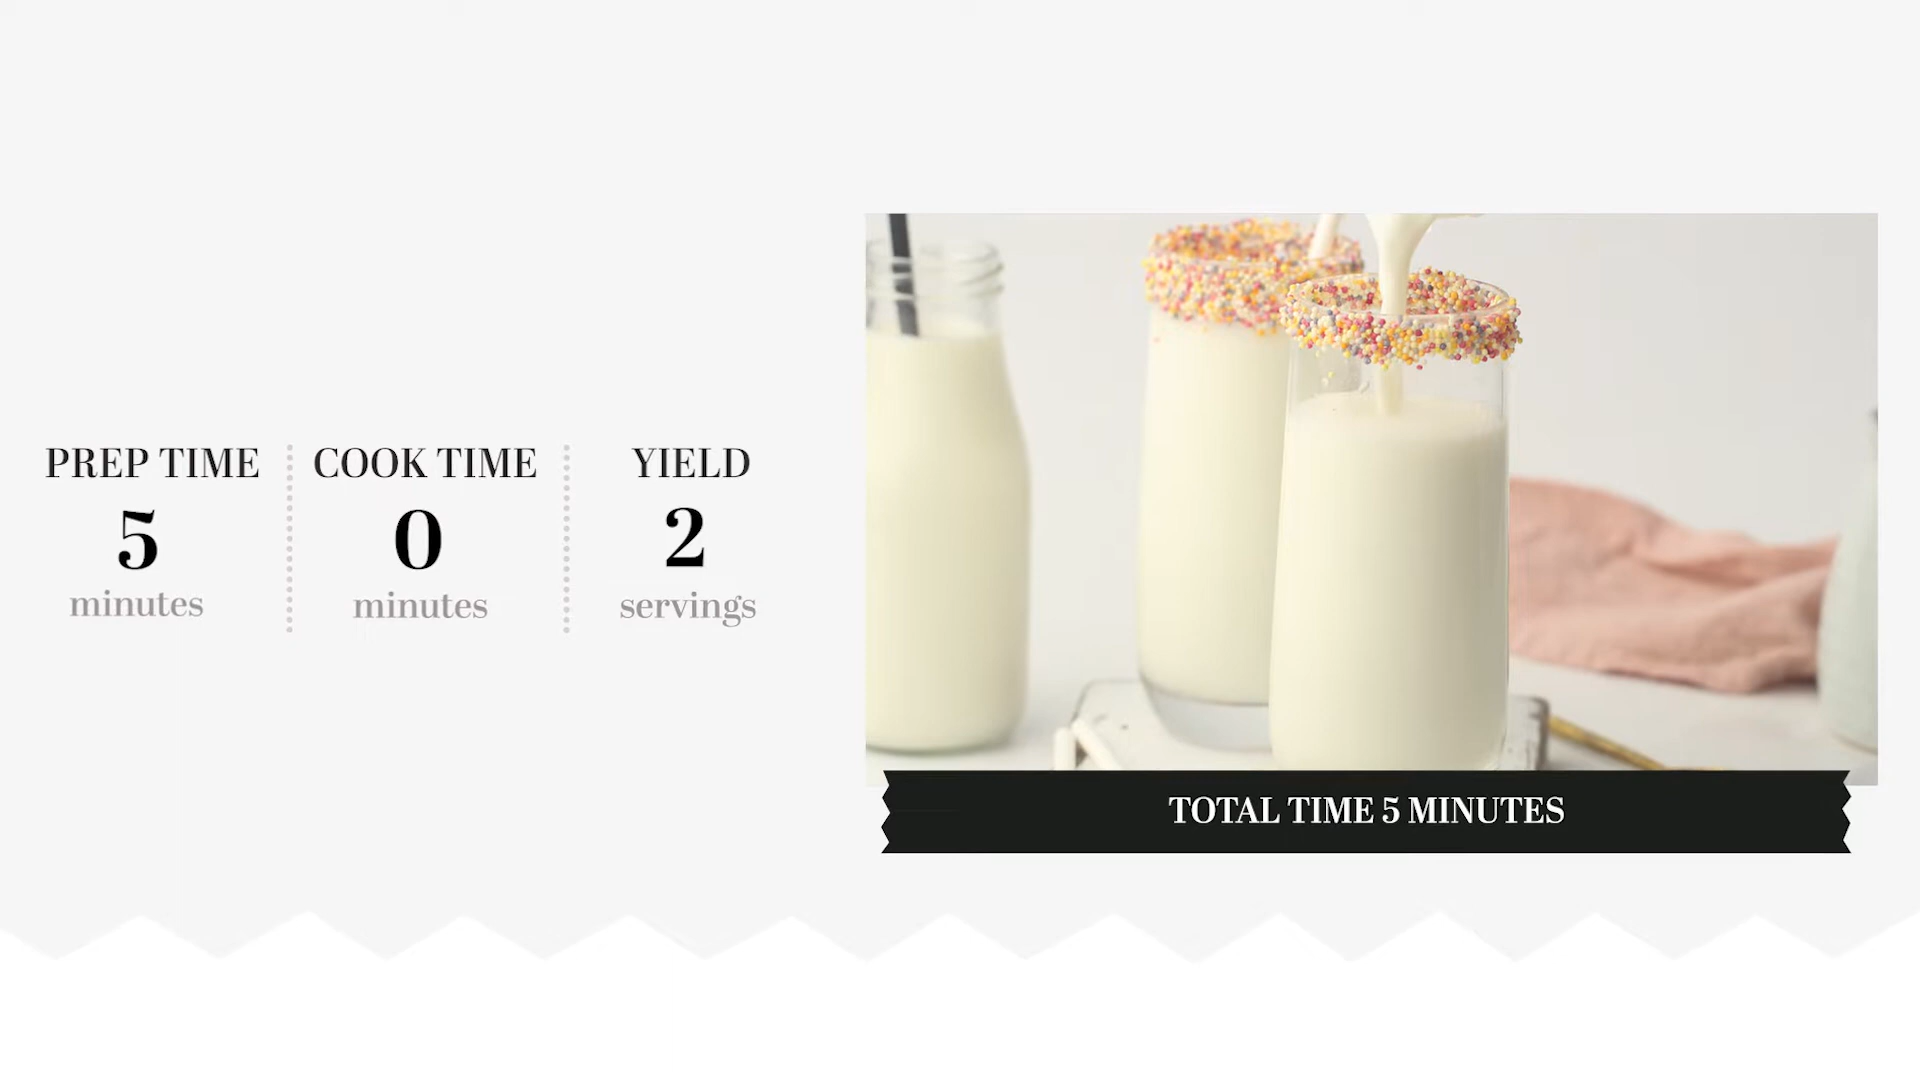 PREP TIME
5
minutes
COOK TIME
0
minutes
YIELD
2
servings
TOTAL TIME 5 MINUTES